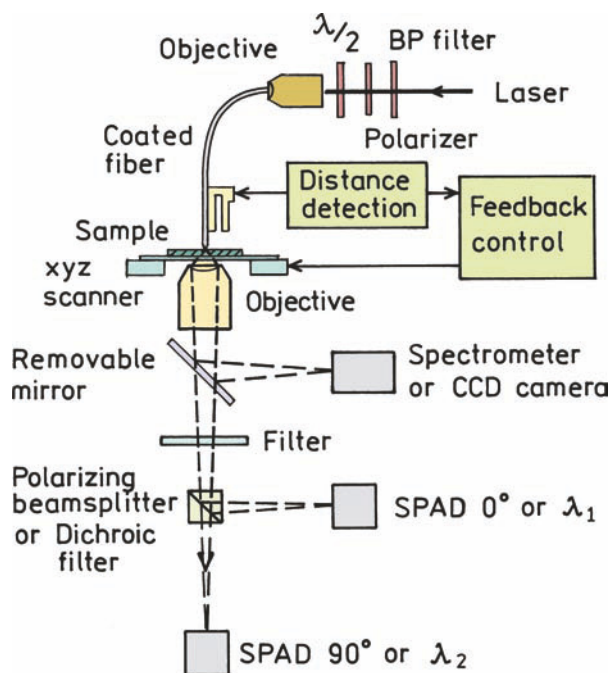 λ/2
BP filter
Objective
Laser
Polarizer
Coated
fiber
Distance
detection
Feedback
control
Sample
xyz
scanner
Objective
Removable
mirror
Spectrometer
or CCD camera
Filter
Polarizing
beamsplitter
or Dichroic
filter
SPAD 0° or λ₁
SPAD 90° or λ₂